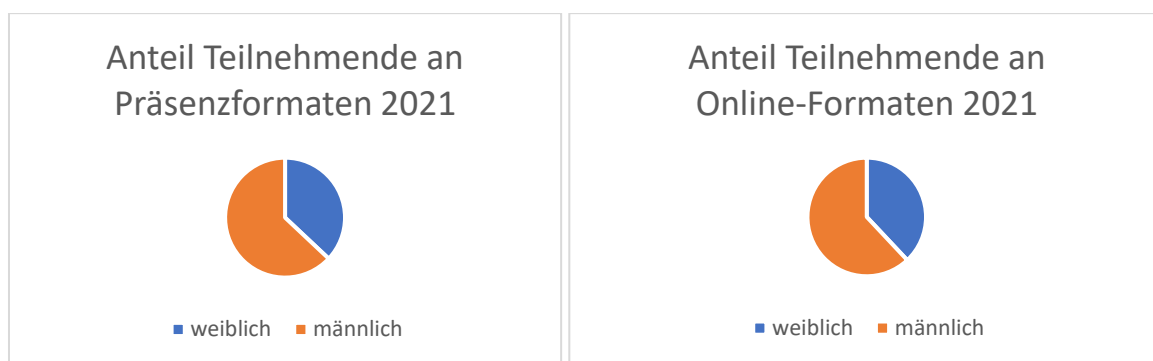 Anteil Teilnehmende an
Präsenzformaten 2021
weiblich männlich
Anteil Teilnehmende an
Online-Formaten 2021
weiblich männlich